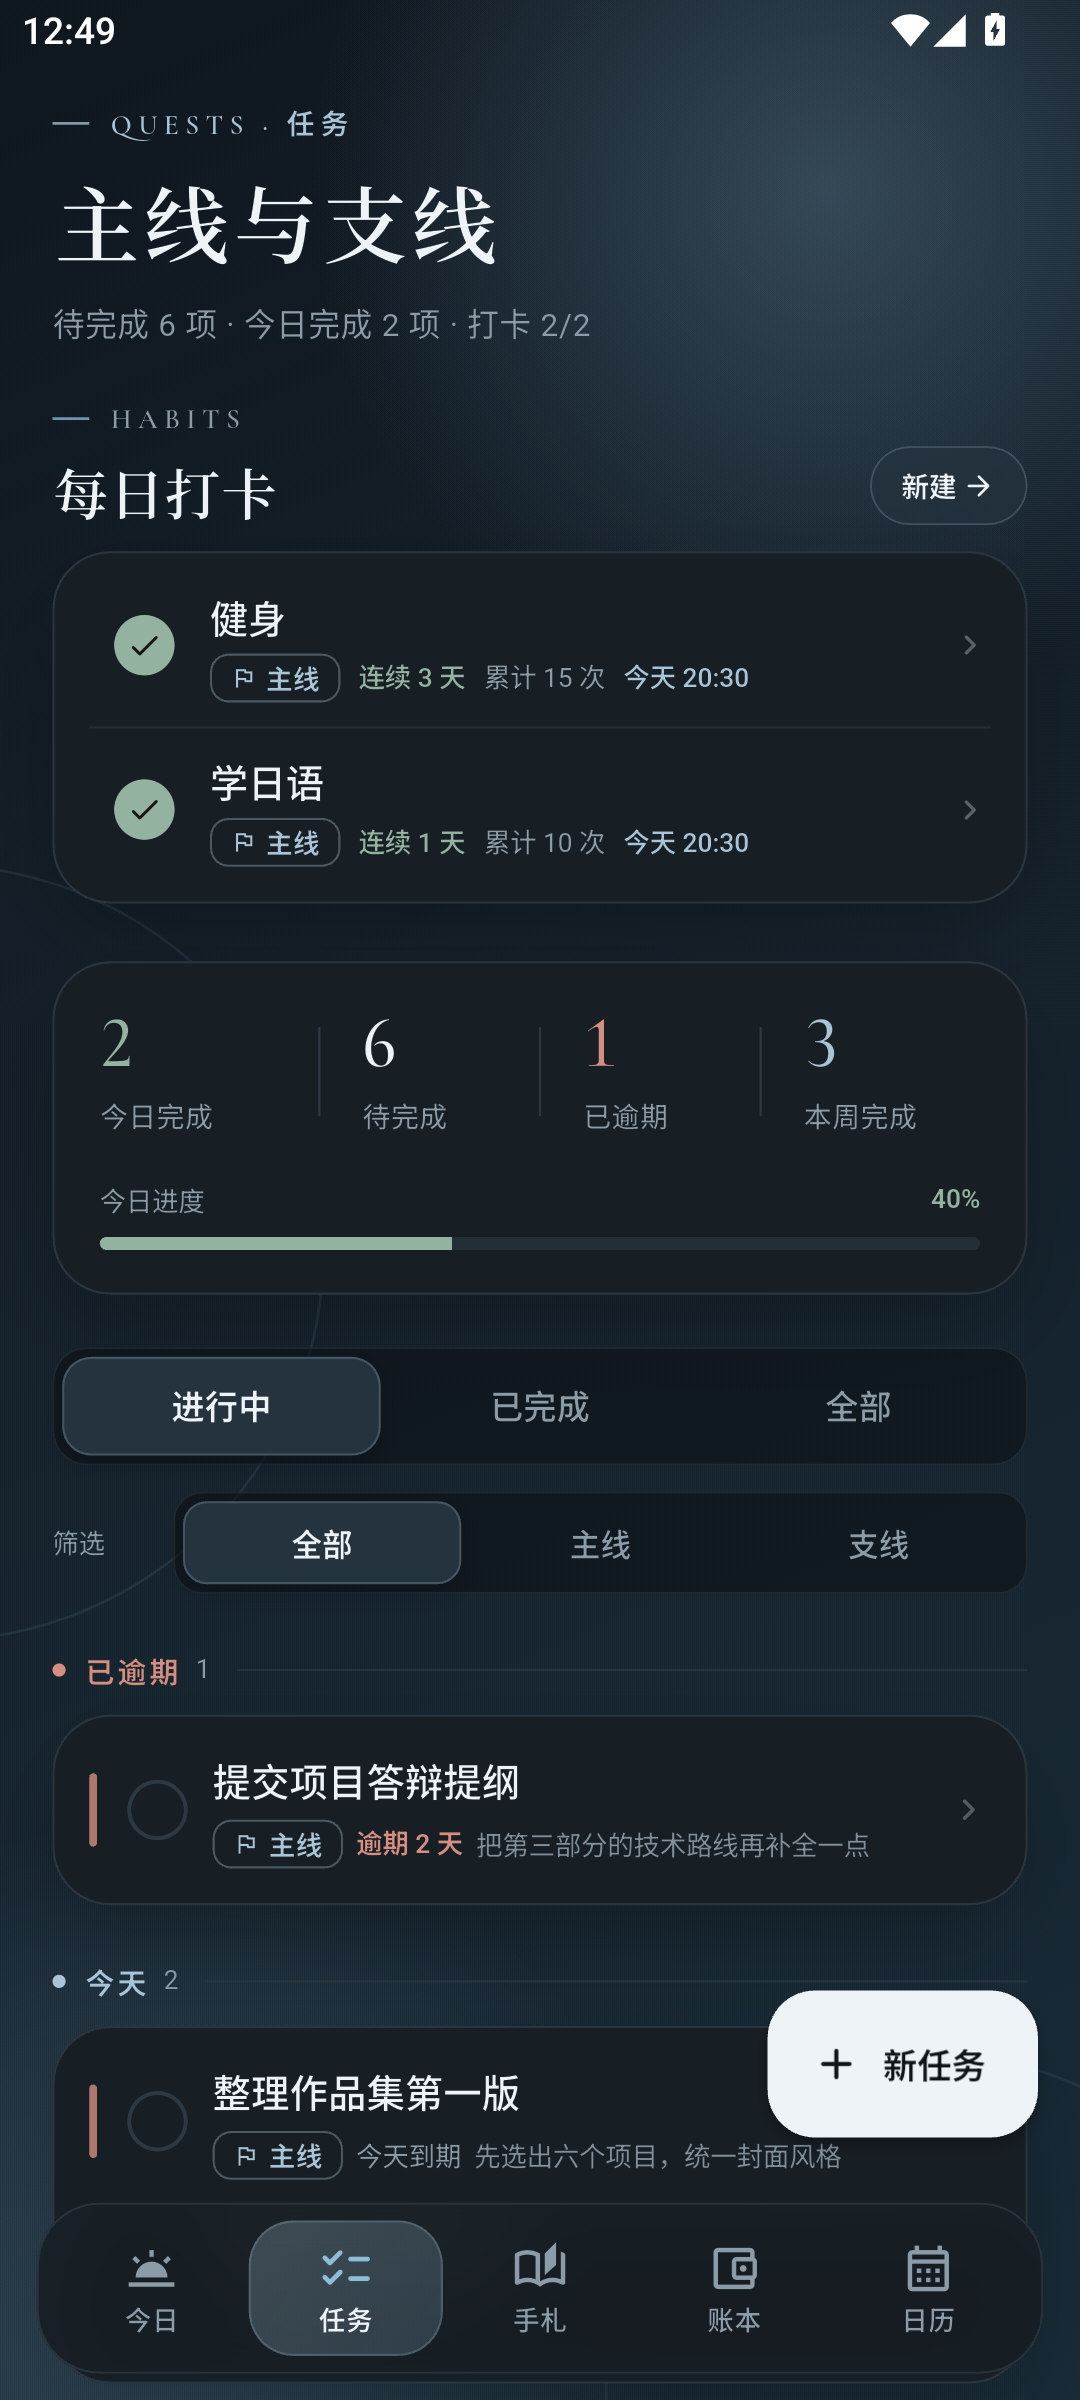 12:49
QUESTS · 任务
主线与支线
待完成 6 项 · 今日完成 2 项 · 打卡 2/2
HABITS
每日打卡
新建
健身
主线 连续 3 天 累计 15 次 今天 20:30
学日语
主线 连续 1 天 累计 10 次 今天 20:30
2 6 1 3
今日完成 待完成 已逾期 本周完成
今日进度 40%
进行中 已完成 全部
筛选 全部 主线 支线
已逾期 1
提交项目答辩提纲
主线 逾期 2 天 把第三部分的技术路线再补全一点
今天 2
新任务
整理作品集第一版
主线 今天到期 先选出六个项目，统一封面风格
今日 任务 手札 账本 日历